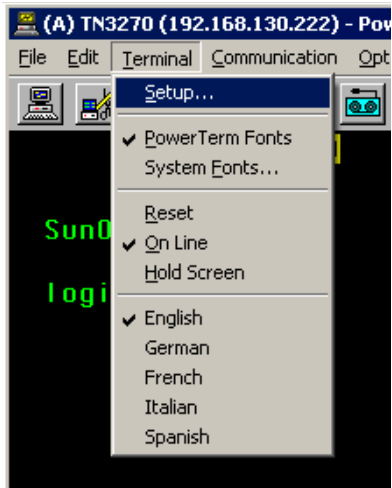 (A) TN3270 (192.168.130.222) - Pow
File Edit Terminal Communication Opt
Setup...
PowerTerm Fonts
System Fonts...
SunO
Reset
On Line
Hold Screen
logi
English
German
French
Italian
Spanish